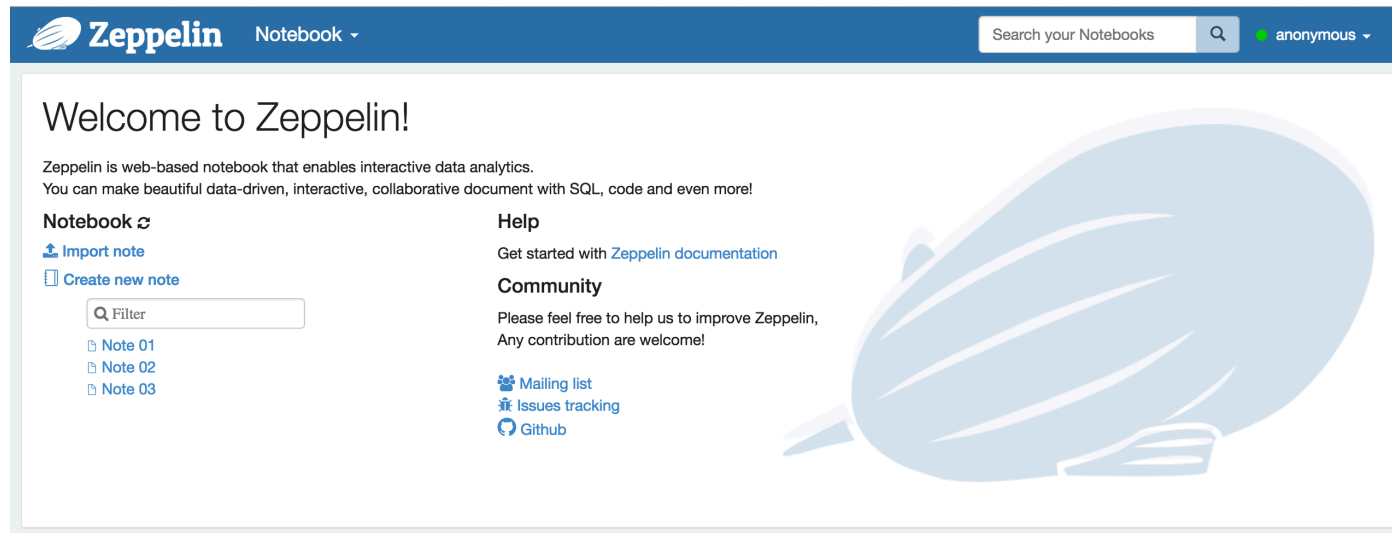 Zeppelin Notebook Search your Notebooks anonymous
Welcome to Zeppelin!
Zeppelin is web-based notebook that enables interactive data analytics.
You can make beautiful data-driven, interactive, collaborative document with SQL, code and even more!
Notebook
Import note
Create new note
Filter
Note 01
Note 02
Note 03
Help
Get started with Zeppelin documentation
Community
Please feel free to help us to improve Zeppelin,
Any contribution are welcome!
Mailing list
Issues tracking
Github